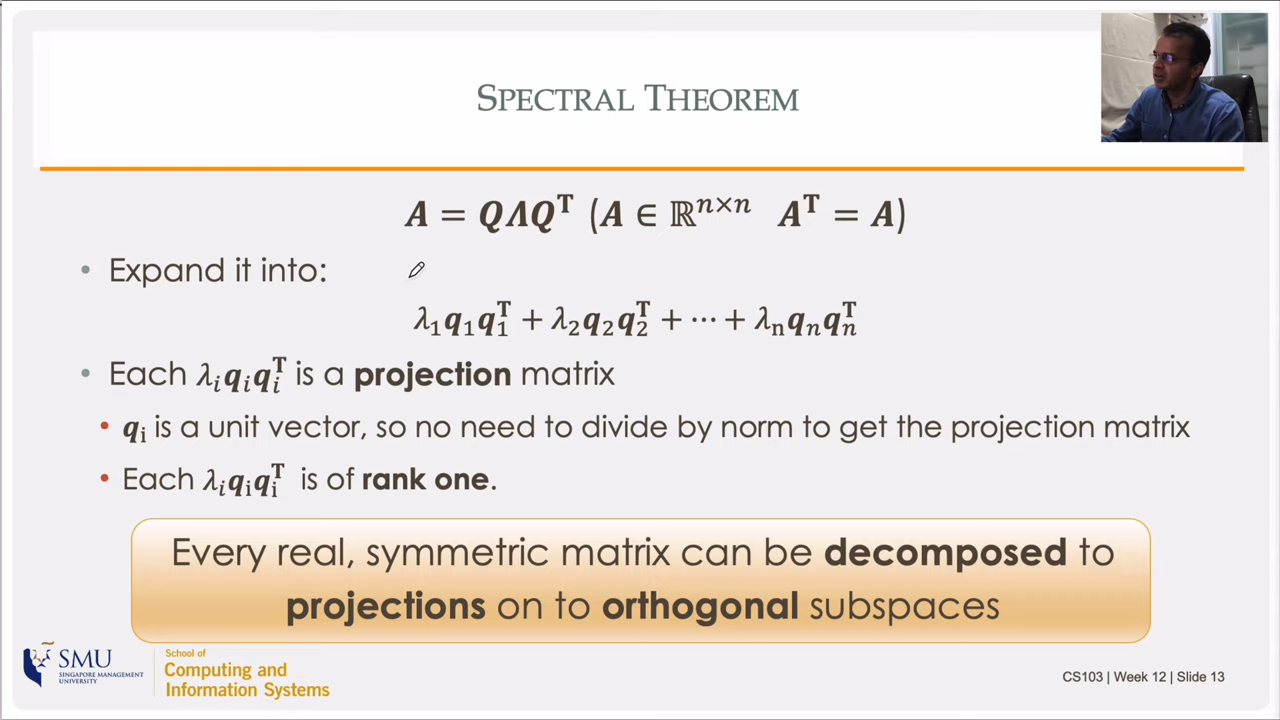 SPECTRAL THEOREM
A = QΛQᵀ (A ∈ ℝⁿˣⁿ Aᵀ = A)
• Expand it into:
λ₁q₁q₁ᵀ + λ₂q₂q₂ᵀ + ⋯ + λₙqₙqₙᵀ
• Each λᵢqᵢqᵢᵀ is a projection matrix
• qᵢ is a unit vector, so no need to divide by norm to get the projection matrix
• Each λᵢqᵢqᵢᵀ is of rank one.
Every real, symmetric matrix can be decomposed to
projections on to orthogonal subspaces
SMU
SINGAPORE MANAGEMENT
UNIVERSITY
School of
Computing and
Information Systems
CS103 | Week 12 | Slide 13